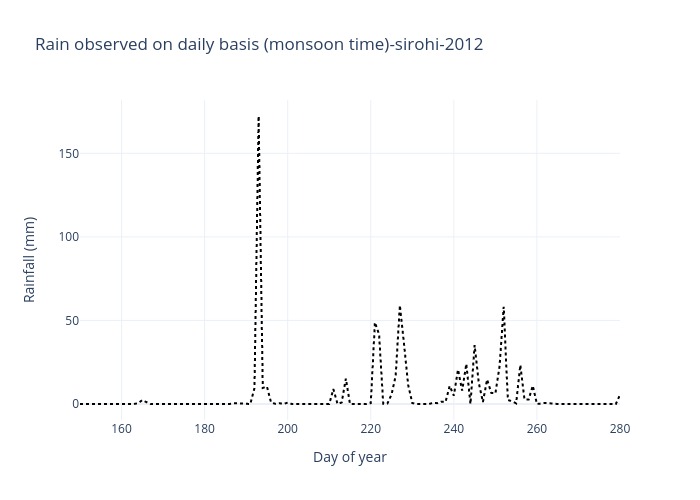 Rain observed on daily basis (monsoon time)-sirohi-2012
150
100
50
0
Rainfall (mm)
160 180 200 220 240 260 280
Day of year